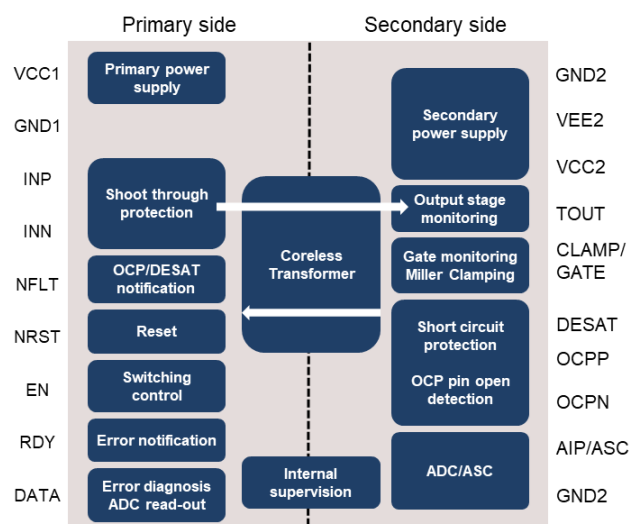 Primary side
Secondary side
VCC1
GND1
INP
INN
NFLT
NRST
EN
RDY
DATA
Primary power
supply
Shoot through
protection
OCP/DESAT
notification
Reset
Switching
control
Error notification
Error diagnosis
ADC read-out
Coreless
Transformer
Internal
supervision
Secondary
power supply
Output stage
monitoring
Gate monitoring
Miller Clamping
Short circuit
protection
OCP pin open
detection
ADC/ASC
GND2
VEE2
VCC2
TOUT
CLAMP/
GATE
DESAT
OCPP
OCPN
AIP/ASC
GND2